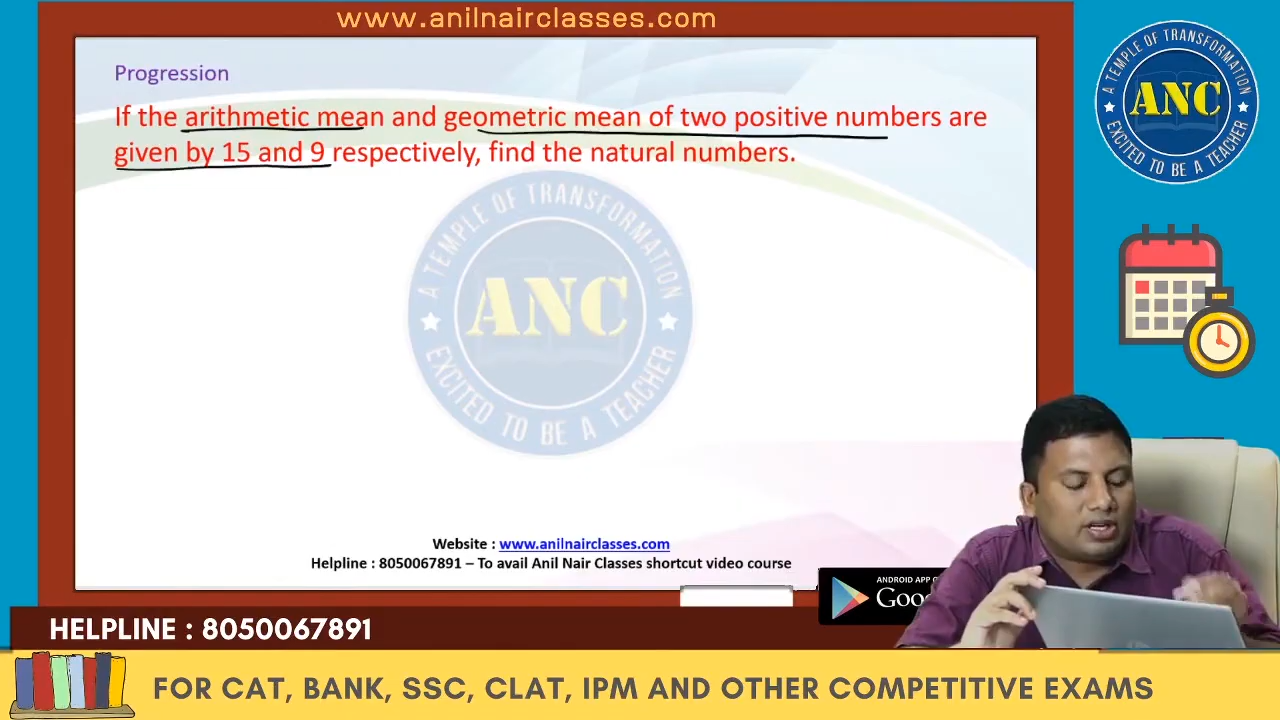 www.anilnairclasses.com
Progression
If the arithmetic mean and geometric mean of two positive numbers are
given by 15 and 9 respectively, find the natural numbers.
A TEMPLE OF TRANSFORMATION
ANC
EXCITED TO BE A TEACHER
A TEMPLE OF TRANSFORMATION
ANC
EXCITED TO BE A TEACHER
Website : www.anilnairclasses.com
Helpline : 8050067891 – To avail Anil Nair Classes shortcut video course
ANDROID APP
HELPLINE : 8050067891
FOR CAT, BANK, SSC, CLAT, IPM AND OTHER COMPETITIVE EXAMS